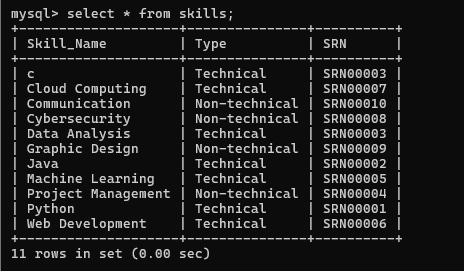 mysql> select * from skills;
+--------------------+---------------+----------+
| Skill_Name         | Type          | SRN      |
+--------------------+---------------+----------+
| c                  | Technical     | SRN00003 |
| Cloud Computing    | Technical     | SRN00007 |
| Communication      | Non-technical | SRN00010 |
| Cybersecurity      | Non-technical | SRN00008 |
| Data Analysis      | Technical     | SRN00003 |
| Graphic Design     | Non-technical | SRN00009 |
| Java               | Technical     | SRN00002 |
| Machine Learning   | Technical     | SRN00005 |
| Project Management | Non-technical | SRN00004 |
| Python             | Technical     | SRN00001 |
| Web Development    | Technical     | SRN00006 |
+--------------------+---------------+----------+
11 rows in set (0.00 sec)